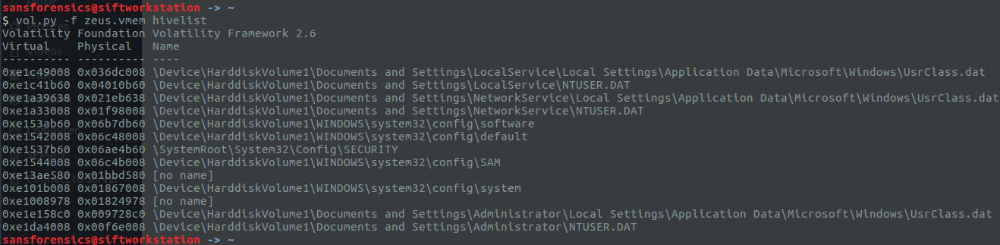 sansforensics@siftworkstation -> ~
$ vol.py -f zeus.vmem hivelist
Volatility Foundation Volatility Framework 2.6
Virtual    Physical   Name
---------- ---------- ----
0xe1c49008 0x036dc008 \Device\HarddiskVolume1\Documents and Settings\LocalService\Local Settings\Application Data\Microsoft\Windows\UsrClass.dat
0xe1c41b60 0x04010b60 \Device\HarddiskVolume1\Documents and Settings\LocalService\NTUSER.DAT
0xe1a39638 0x021eb638 \Device\HarddiskVolume1\Documents and Settings\NetworkService\Local Settings\Application Data\Microsoft\Windows\UsrClass.dat
0xe1a33008 0x01f98008 \Device\HarddiskVolume1\Documents and Settings\NetworkService\NTUSER.DAT
0xe153ab60 0x06b7db60 \Device\HarddiskVolume1\WINDOWS\system32\config\software
0xe1542008 0x06c48008 \Device\HarddiskVolume1\WINDOWS\system32\config\default
0xe1537b60 0x06ae4b60 \SystemRoot\System32\Config\SECURITY
0xe1544008 0x06c4b008 \Device\HarddiskVolume1\WINDOWS\system32\config\SAM
0xe13ae580 0x01bbd580 [no name]
0xe101b008 0x01867008 \Device\HarddiskVolume1\WINDOWS\system32\config\system
0xe1008978 0x01824978 [no name]
0xe1e158c0 0x009728c0 \Device\HarddiskVolume1\Documents and Settings\Administrator\Local Settings\Application Data\Microsoft\Windows\UsrClass.dat
0xe1da4008 0x00f6e008 \Device\HarddiskVolume1\Documents and Settings\Administrator\NTUSER.DAT
sansforensics@siftworkstation -> ~